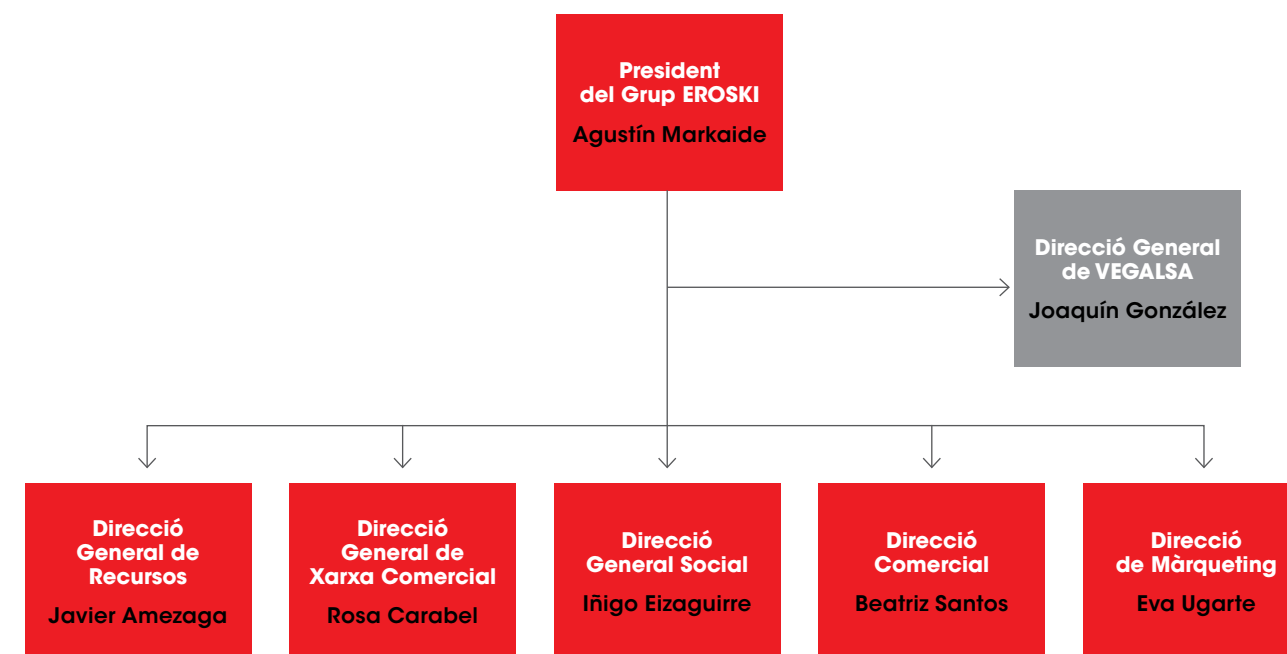 President
del Grup EROSKI
Agustín Markaide
Direcció General
de VEGALSA
Joaquín González
Direcció
General de
Recursos
Javier Amezaga
Direcció
General de
Xarxa Comercial
Rosa Carabel
Direcció
General Social
Iñigo Eizaguirre
Direcció
Comercial
Beatriz Santos
Direcció
de Màrqueting
Eva Ugarte